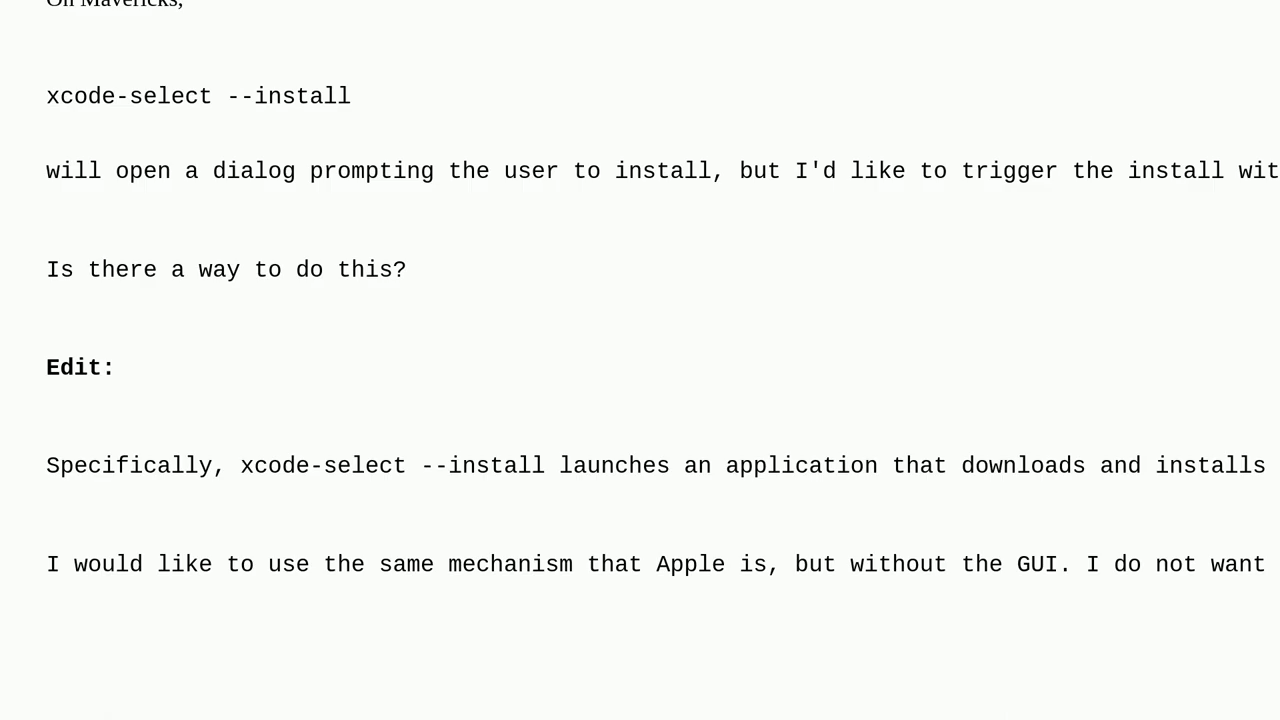 On Mavericks,
xcode-select --install
will open a dialog prompting the user to install, but I'd like to trigger the install wit
Is there a way to do this?
Edit:
Specifically, xcode-select --install launches an application that downloads and installs
I would like to use the same mechanism that Apple is, but without the GUI. I do not want